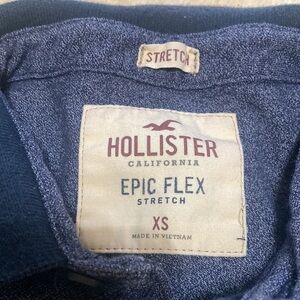 STRETCH
HOLLISTER
CALIFORNIA
EPIC FLEX
STRETCH
XS
MADE IN VIETNAM